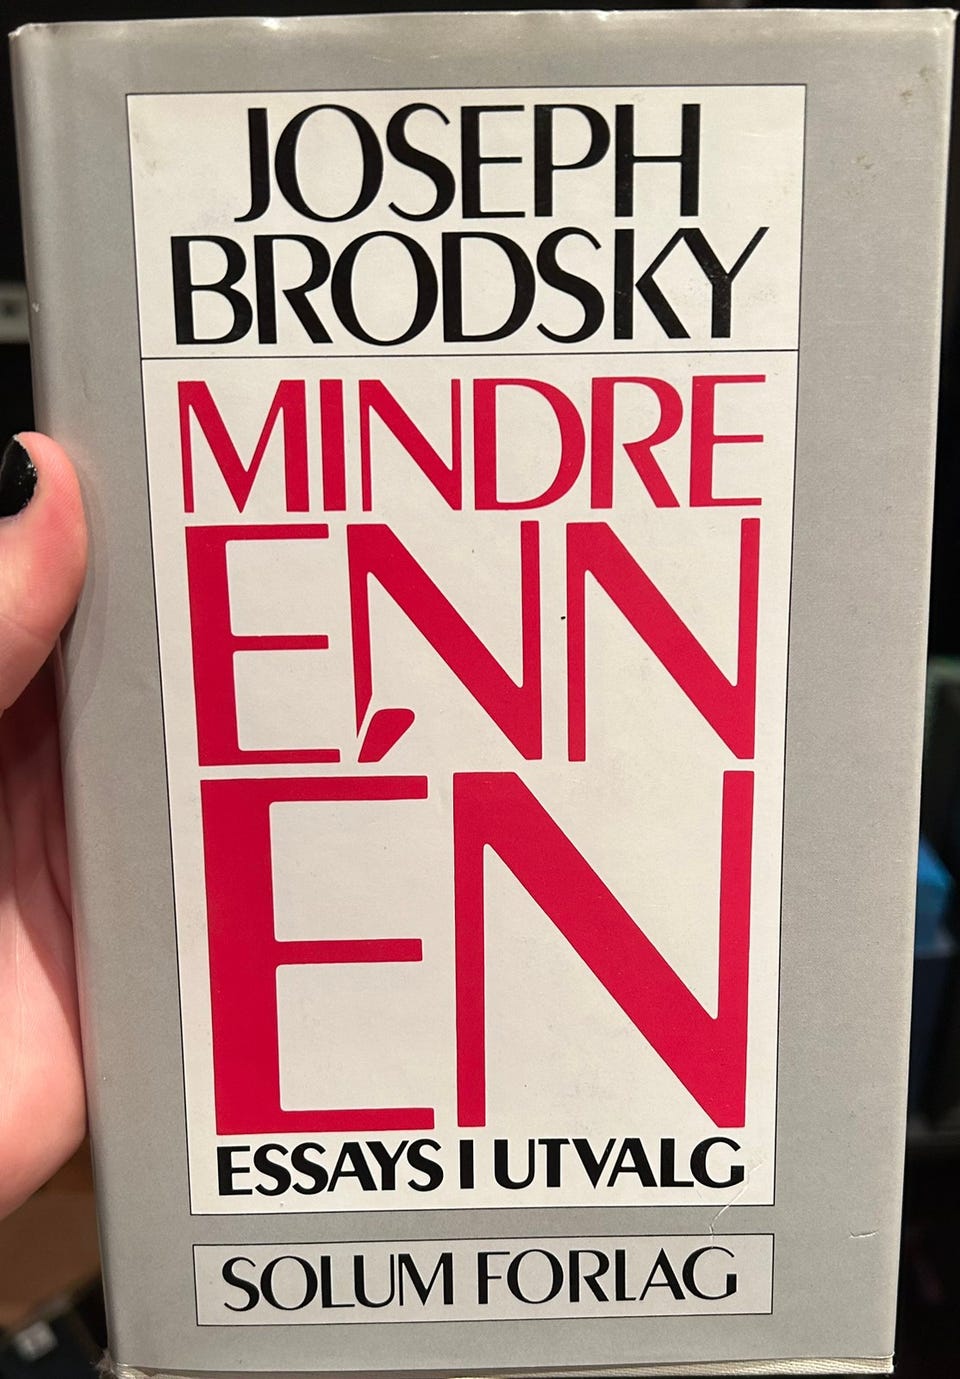 JOSEPH
BRODSKY
MINDRE
ENN
ÉN
ESSAYS I UTVALG
SOLUM FORLAG